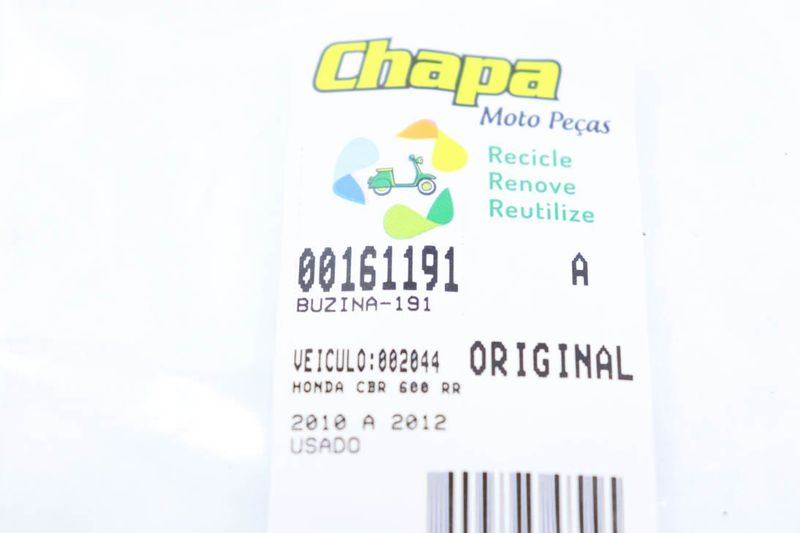 Chapa
Moto Peças
Recicle
Renove
Reutilize
00161191 A
BUZINA-191
VEICULO:002044 ORIGINAL
HONDA CBR 600 RR
2010 A 2012
USADO